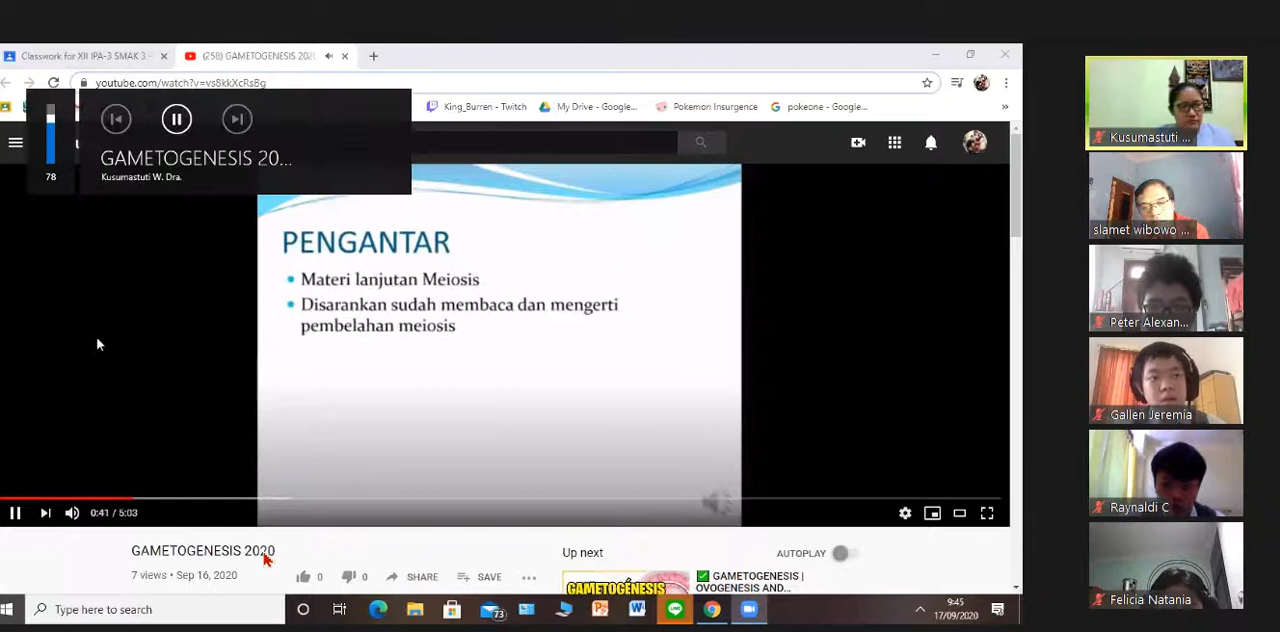 Classwork for XII IPA-3 SMAK 3 -
(258) GAMETOGENESIS 2020
youtube.com/watch?v=vs8kkXcRsBg
King_Burren - Twitch
My Drive - Google...
Pokemon Insurgence
pokeone - Google...
GAMETOGENESIS 20...
Kusumastuti W. Dra.
78
PENGANTAR
Materi lanjutan Meiosis
Disarankan sudah membaca dan mengerti
pembelahan meiosis
0:41 / 5:03
GAMETOGENESIS 2020
7 views • Sep 16, 2020
0
0
SHARE
SAVE
Up next
AUTOPLAY
GAMETOGÉNESIS
GAMETOGENESIS |
OVOGENESIS AND...
Type here to search
73
9:45
17/09/2020
Kusumastuti ...
slamet wibowo ...
Peter Alexan...
Gallen Jeremia
Raynaldi C
Felicia Natania